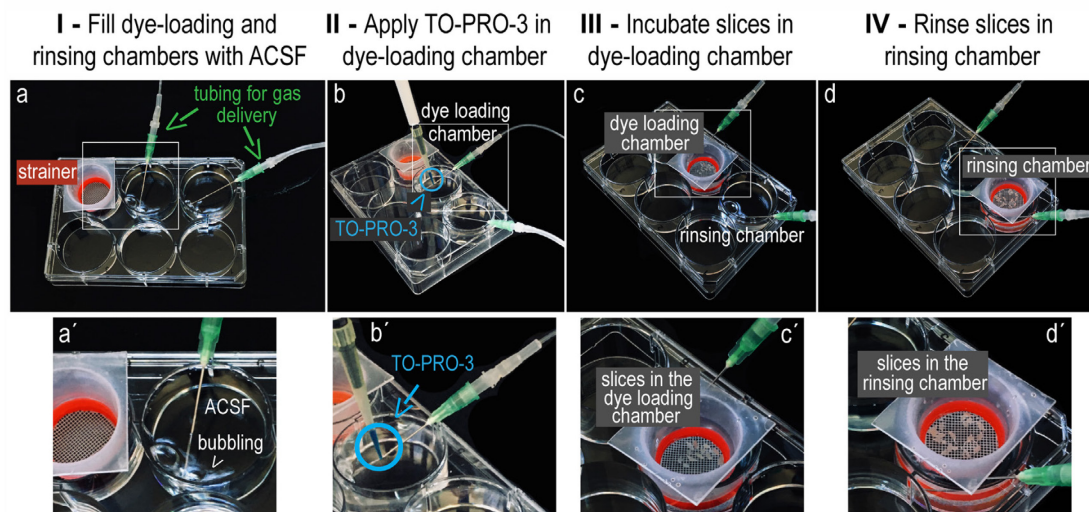 I - Fill dye-loading and
rinsing chambers with ACSF
II - Apply TO-PRO-3 in
dye-loading chamber
III - Incubate slices in
dye-loading chamber
IV - Rinse slices in
rinsing chamber
a
tubing for gas
delivery
strainer
b
dye loading
chamber
TO-PRO-3
c
dye loading
chamber
rinsing chamber
d
rinsing chamber
a´
ACSF
bubbling
b´
TO-PRO-3
c´
slices in the
dye loading
chamber
d´
slices in the
rinsing chamber